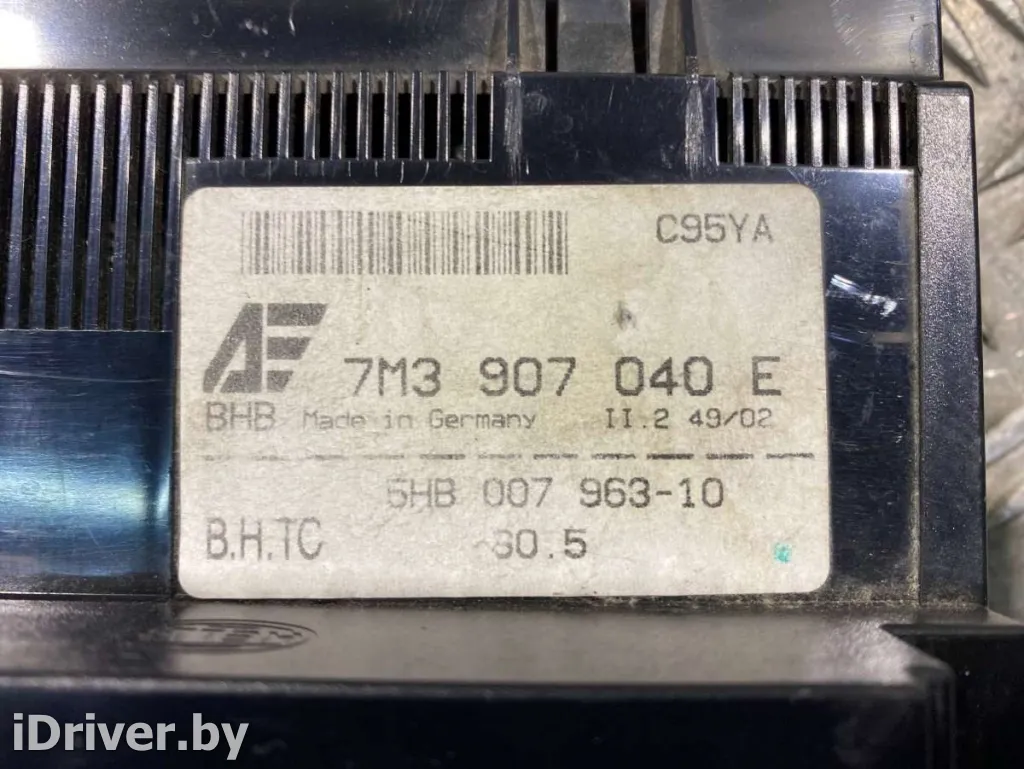 C95YA
AE
7M3 907 040 E
BHB Made in Germany II.2 49/02
5HB 007 963-10
B.H.TC 30.5
iDriver.by